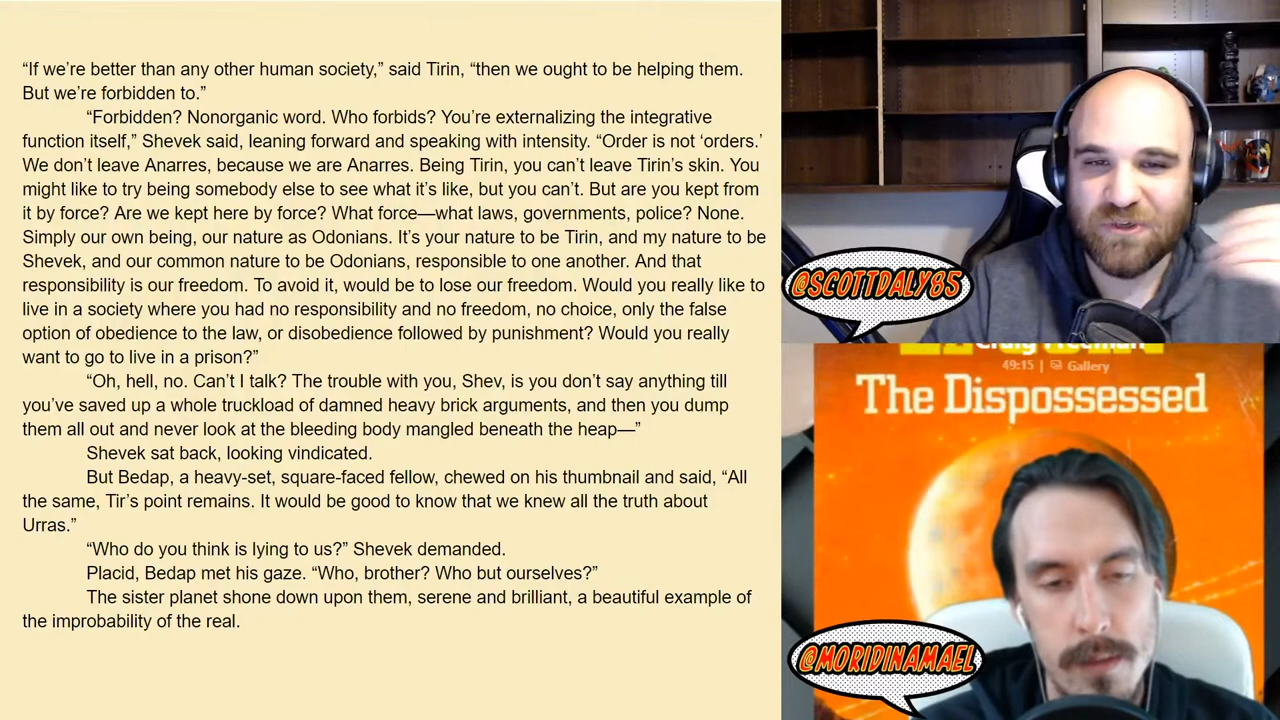 “If we’re better than any other human society,” said Tirin, “then we ought to be helping them.
But we’re forbidden to.”
“Forbidden? Nonorganic word. Who forbids? You’re externalizing the integrative
function itself,” Shevek said, leaning forward and speaking with intensity. “Order is not ‘orders.’
We don’t leave Anarres, because we are Anarres. Being Tirin, you can’t leave Tirin’s skin. You
might like to try being somebody else to see what it’s like, but you can’t. But are you kept from
it by force? Are we kept here by force? What force—what laws, governments, police? None.
Simply our own being, our nature as Odonians. It’s your nature to be Tirin, and my nature to be
Shevek, and our common nature to be Odonians, responsible to one another. And that
responsibility is our freedom. To avoid it, would be to lose our freedom. Would you really like to
live in a society where you had no responsibility and no freedom, no choice, only the false
option of obedience to the law, or disobedience followed by punishment? Would you really
want to go to live in a prison?”
“Oh, hell, no. Can’t I talk? The trouble with you, Shev, is you don’t say anything till
you’ve saved up a whole truckload of damned heavy brick arguments, and then you dump
them all out and never look at the bleeding body mangled beneath the heap—”
Shevek sat back, looking vindicated.
But Bedap, a heavy-set, square-faced fellow, chewed on his thumbnail and said, “All
the same, Tir’s point remains. It would be good to know that we knew all the truth about
Urras.”
“Who do you think is lying to us?” Shevek demanded.
Placid, Bedap met his gaze. “Who, brother? Who but ourselves?”
The sister planet shone down upon them, serene and brilliant, a beautiful example of
the improbability of the real.
@SCOTTDALY85
49:15 | Gallery
The Dispossessed
@MORIDINAMAEL